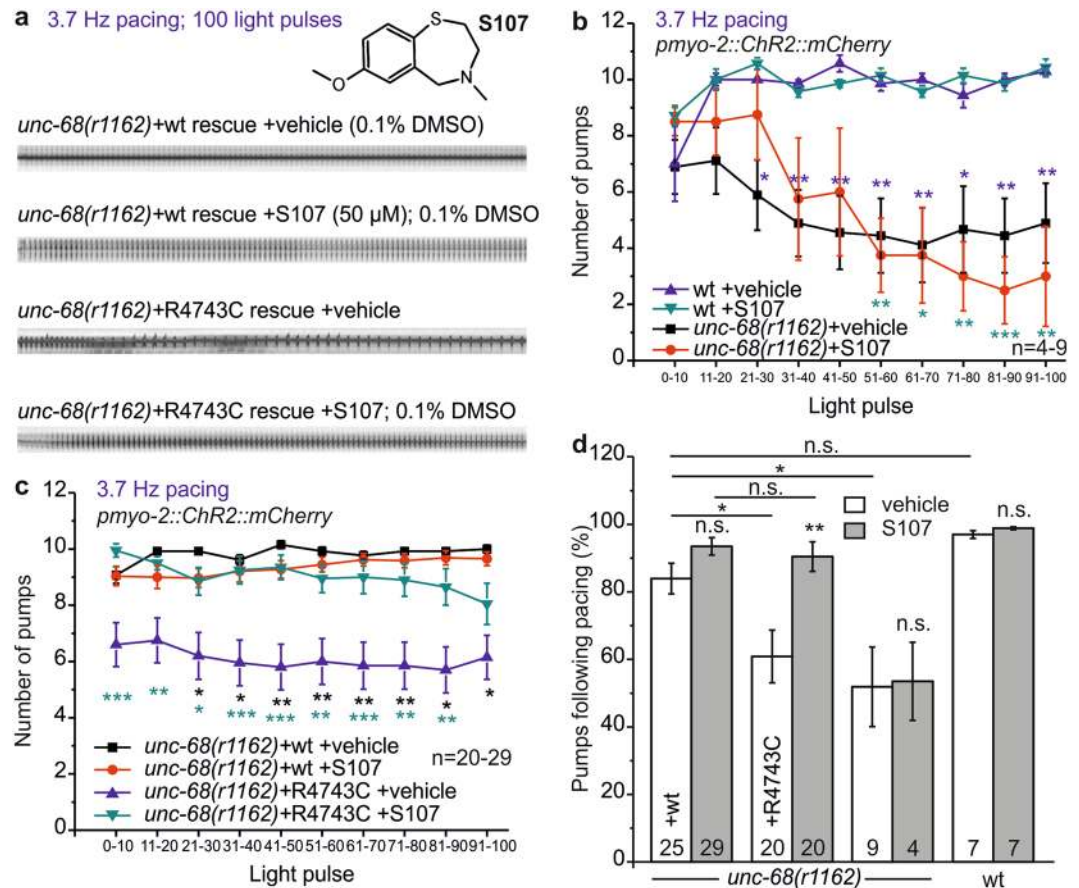 a 3.7 Hz pacing; 100 light pulses
S107
S
O
N
unc-68(r1162)+wt rescue +vehicle (0.1% DMSO)
unc-68(r1162)+wt rescue +S107 (50 µM); 0.1% DMSO
unc-68(r1162)+R4743C rescue +vehicle
unc-68(r1162)+R4743C rescue +S107; 0.1% DMSO
b 3.7 Hz pacing
pmyo-2::ChR2::mCherry
Number of pumps
12
10
8
6
4
2
0
* ** ** ** ** * ** **
** * ** *** **
wt +vehicle
wt +S107
unc-68(r1162)+vehicle
unc-68(r1162)+S107
n=4-9
0-10 11-20 21-30 31-40 41-50 51-60 61-70 71-80 81-90 91-100
Light pulse
c 3.7 Hz pacing
pmyo-2::ChR2::mCherry
Number of pumps
12
10
8
6
4
2
0
* * ** ** ** ** * *
*** ** * *** *** ** *** ** **
unc-68(r1162)+wt +vehicle
unc-68(r1162)+wt +S107
unc-68(r1162)+R4743C +vehicle
unc-68(r1162)+R4743C +S107
n=20-29
0-10 11-20 21-30 31-40 41-50 51-60 61-70 71-80 81-90 91-100
Light pulse
d
Pumps following pacing (%)
120
100
80
60
40
20
0
n.s.
*
n.s.
*
n.s.
**
n.s.
n.s.
vehicle
S107
+wt
+R4743C
25 29 20 20 9 4 7 7
unc-68(r1162) wt